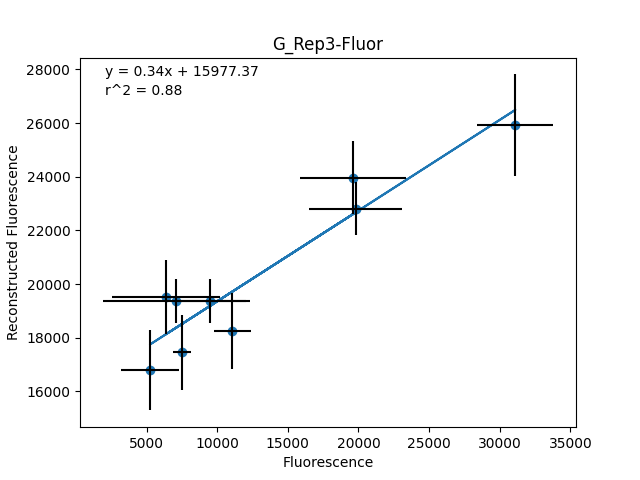 G_Rep3-Fluor
y = 0.34x + 15977.37
r^2 = 0.88
28000
26000
24000
22000
20000
18000
16000
Reconstructed Fluorescence
5000 10000 15000 20000 25000 30000 35000
Fluorescence